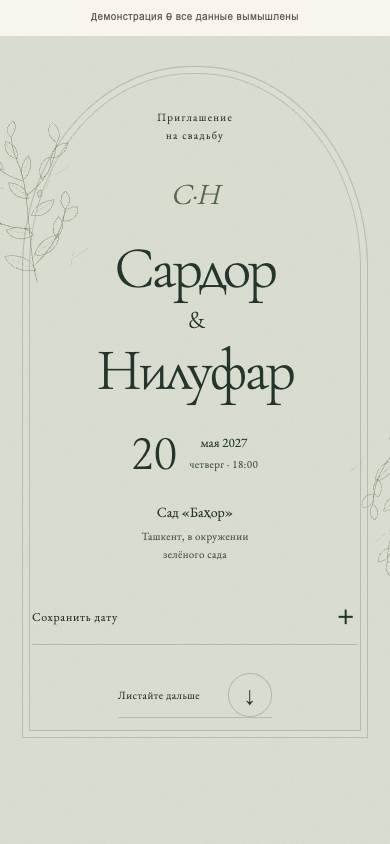 Демонстрация Ѳ все данные вымышлены
Приглашение
на свадьбу
С·Н
Сардор
&
Нилуфар
20
мая 2027
четверг · 18:00
Сад «Баҳор»
Ташкент, в окружении
зелёного сада
Сохранить дату +
Листайте дальше ↓